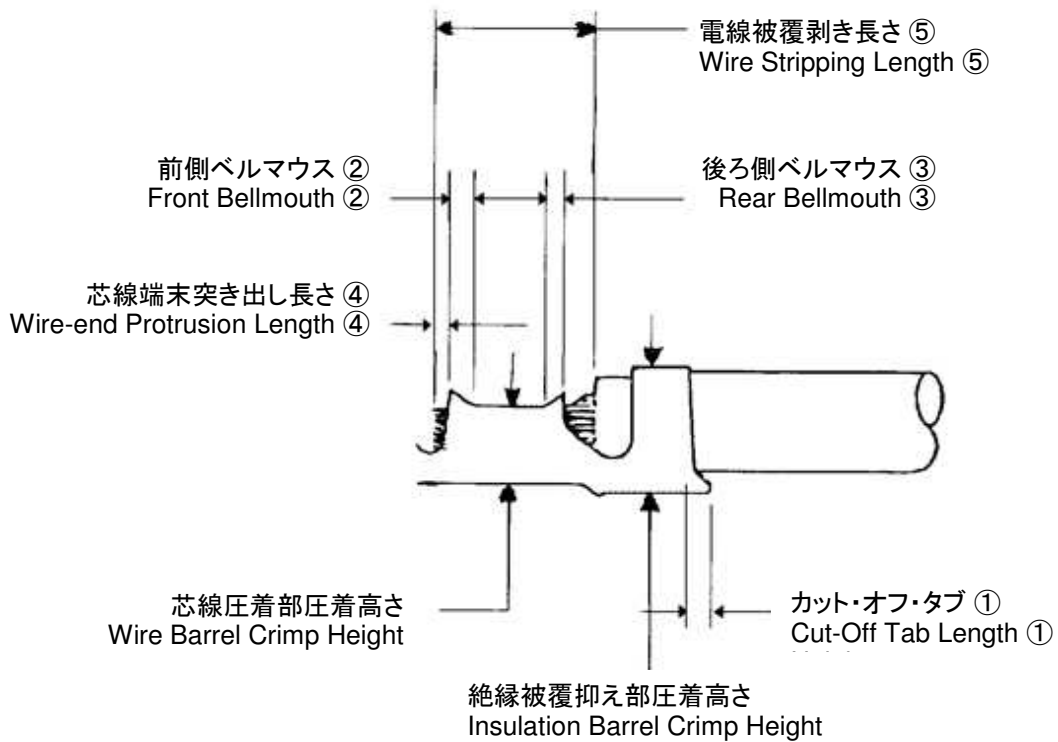 電線被覆剥き長さ ⑤
Wire Stripping Length ⑤
前側ベルマウス ②
Front Bellmouth ②
後ろ側ベルマウス ③
Rear Bellmouth ③
芯線端末突き出し長さ ④
Wire-end Protrusion Length ④
芯線圧着部圧着高さ
Wire Barrel Crimp Height
カット・オフ・タブ ①
Cut-Off Tab Length ①
絶縁被覆抑え部圧着高さ
Insulation Barrel Crimp Height